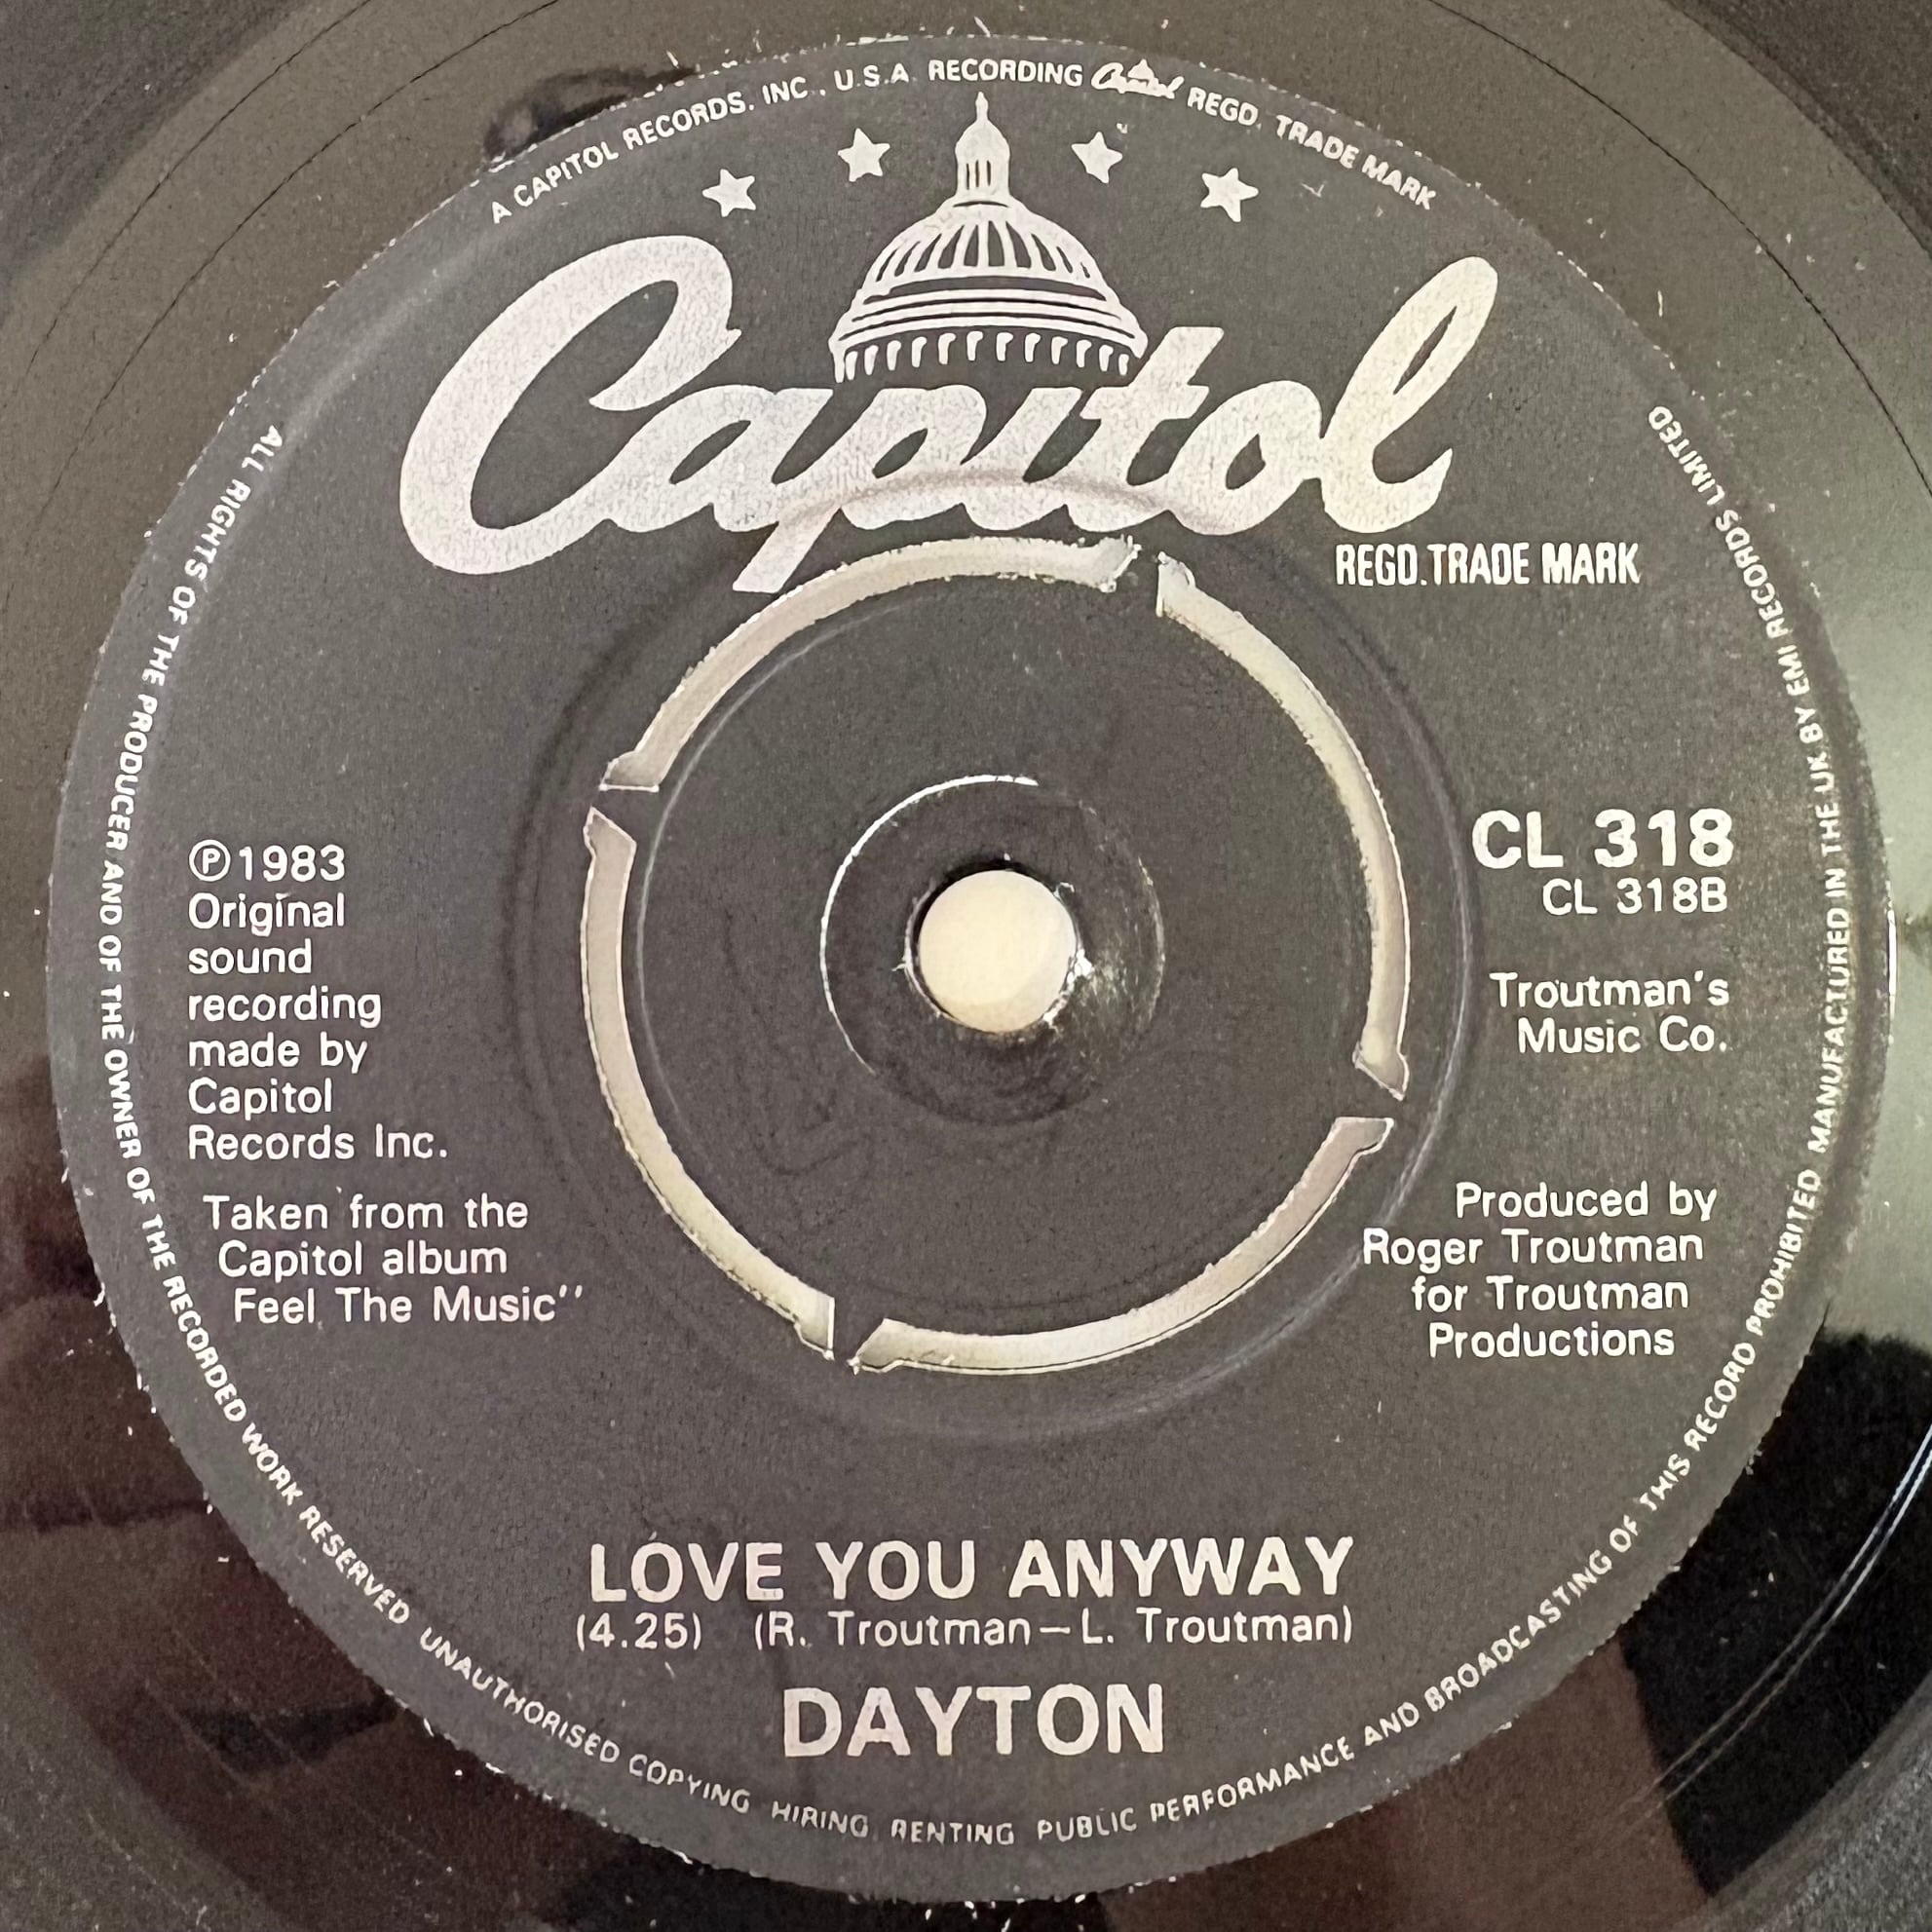 A CAPITOL RECORDS, INC., U.S.A. RECORDING Capitol REGD. TRADE MARK
Capitol
REGD. TRADE MARK
CL 318
CL 318B
Troutman's
Music Co.
Produced by
Roger Troutman
for Troutman
Productions
Ⓟ1983
Original
sound
recording
made by
Capitol
Records Inc.
Taken from the
Capitol album
Feel The Music''
LOVE YOU ANYWAY
(4.25) (R. Troutman—L. Troutman)
DAYTON
ALL RIGHTS OF THE PRODUCER AND OF THE OWNER OF THE RECORDED WORK RESERVED UNAUTHORISED COPYING HIRING RENTING PUBLIC PERFORMANCE AND BROADCASTING OF THIS RECORD PROHIBITED MANUFACTURED IN THE UK BY EMI RECORDS LIMITED